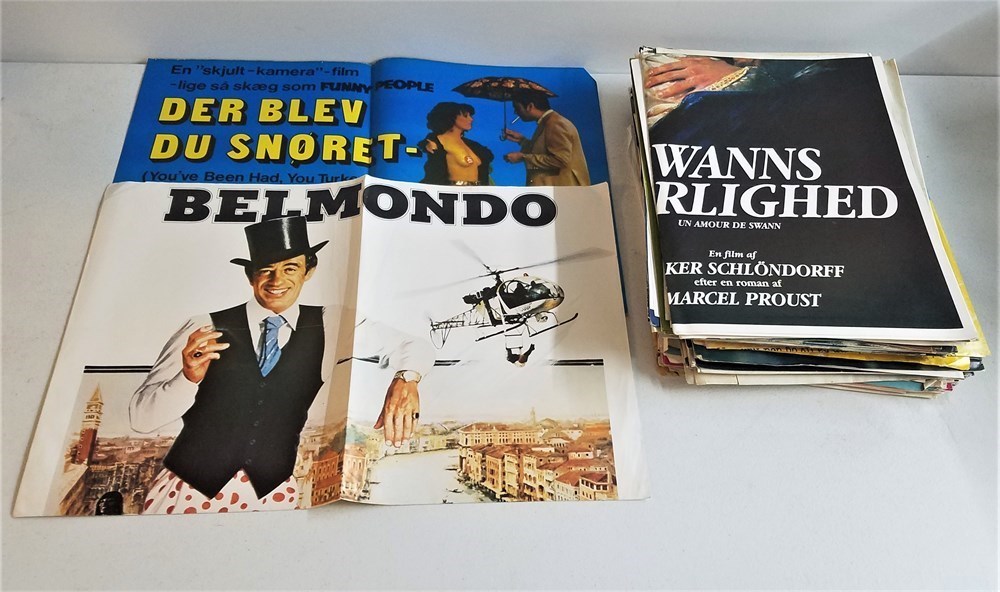 En "skjult-kamera"-film
-lige så skæg som FUNNY PEOPLE
DER BLEV
DU SNØRET-
(You've Been Had, You Turke
BELMONDO
WANNS
RLIGHED
UN AMOUR DE SWANN
En film af
KER SCHLÖNDORFF
efter en roman af
MARCEL PROUST